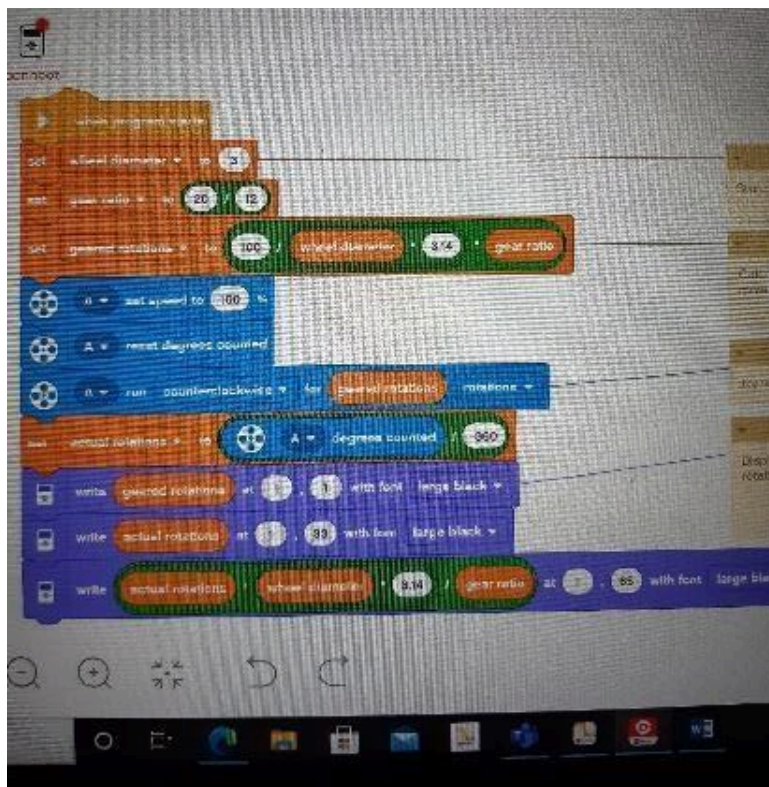 connect
when program starts
set wheel diameter to 3
set gear ratio to 20 / 12
set geared rotations to 100 / wheel diameter * 3.14 * gear ratio
A set speed to 100 %
A reset degrees counted
A run counterclockwise for geared rotations rotations
set actual rotations to A degrees counted / 360
write geared rotations at 1 , 1 with font large black
write actual rotations at 1 , 33 with font large black
write actual rotations * wheel diameter * 3.14 / gear ratio at 1 , 65 with font large